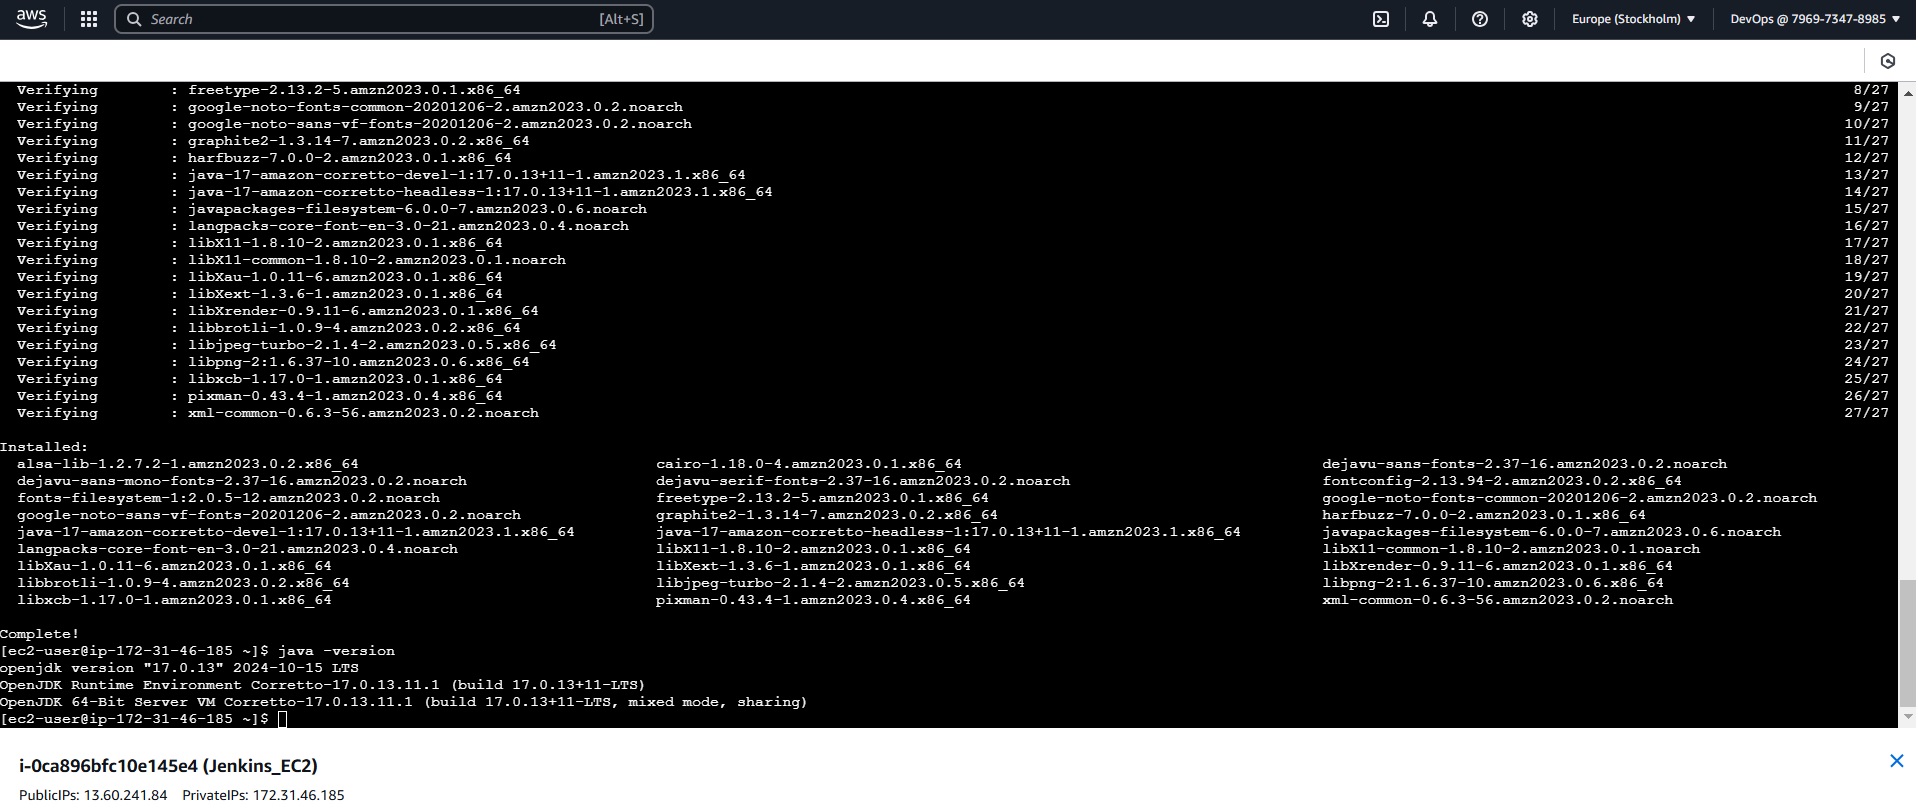 aws Search [Alt+S] Europe (Stockholm) ▼ DevOps @ 7969-7347-8985 ▼
Verifying : freetype-2.13.2-5.amzn2023.0.1.x86_64 8/27
Verifying : google-noto-fonts-common-20201206-2.amzn2023.0.2.noarch 9/27
Verifying : google-noto-sans-vf-fonts-20201206-2.amzn2023.0.2.noarch 10/27
Verifying : graphite2-1.3.14-7.amzn2023.0.2.x86_64 11/27
Verifying : harfbuzz-7.0.0-2.amzn2023.0.1.x86_64 12/27
Verifying : java-17-amazon-corretto-devel-1:17.0.13+11-1.amzn2023.1.x86_64 13/27
Verifying : java-17-amazon-corretto-headless-1:17.0.13+11-1.amzn2023.1.x86_64 14/27
Verifying : javapackages-filesystem-6.0.0-7.amzn2023.0.6.noarch 15/27
Verifying : langpacks-core-font-en-3.0-21.amzn2023.0.4.noarch 16/27
Verifying : libX11-1.8.10-2.amzn2023.0.1.x86_64 17/27
Verifying : libX11-common-1.8.10-2.amzn2023.0.1.noarch 18/27
Verifying : libXau-1.0.11-6.amzn2023.0.1.x86_64 19/27
Verifying : libXext-1.3.6-1.amzn2023.0.1.x86_64 20/27
Verifying : libXrender-0.9.11-6.amzn2023.0.1.x86_64 21/27
Verifying : libbrotli-1.0.9-4.amzn2023.0.2.x86_64 22/27
Verifying : libjpeg-turbo-2.1.4-2.amzn2023.0.5.x86_64 23/27
Verifying : libpng-2:1.6.37-10.amzn2023.0.6.x86_64 24/27
Verifying : libxcb-1.17.0-1.amzn2023.0.1.x86_64 25/27
Verifying : pixman-0.43.4-1.amzn2023.0.4.x86_64 26/27
Verifying : xml-common-0.6.3-56.amzn2023.0.2.noarch 27/27
Installed:
alsa-lib-1.2.7.2-1.amzn2023.0.2.x86_64 cairo-1.18.0-4.amzn2023.0.1.x86_64 dejavu-sans-fonts-2.37-16.amzn2023.0.2.noarch
dejavu-sans-mono-fonts-2.37-16.amzn2023.0.2.noarch dejavu-serif-fonts-2.37-16.amzn2023.0.2.noarch fontconfig-2.13.94-2.amzn2023.0.2.x86_64
fonts-filesystem-1:2.0.5-12.amzn2023.0.2.noarch freetype-2.13.2-5.amzn2023.0.1.x86_64 google-noto-fonts-common-20201206-2.amzn2023.0.2.noarch
google-noto-sans-vf-fonts-20201206-2.amzn2023.0.2.noarch graphite2-1.3.14-7.amzn2023.0.2.x86_64 harfbuzz-7.0.0-2.amzn2023.0.1.x86_64
java-17-amazon-corretto-devel-1:17.0.13+11-1.amzn2023.1.x86_64 java-17-amazon-corretto-headless-1:17.0.13+11-1.amzn2023.1.x86_64 javapackages-filesystem-6.0.0-7.amzn2023.0.6.noarch
langpacks-core-font-en-3.0-21.amzn2023.0.4.noarch libX11-1.8.10-2.amzn2023.0.1.x86_64 libX11-common-1.8.10-2.amzn2023.0.1.noarch
libXau-1.0.11-6.amzn2023.0.1.x86_64 libXext-1.3.6-1.amzn2023.0.1.x86_64 libXrender-0.9.11-6.amzn2023.0.1.x86_64
libbrotli-1.0.9-4.amzn2023.0.2.x86_64 libjpeg-turbo-2.1.4-2.amzn2023.0.5.x86_64 libpng-2:1.6.37-10.amzn2023.0.6.x86_64
libxcb-1.17.0-1.amzn2023.0.1.x86_64 pixman-0.43.4-1.amzn2023.0.4.x86_64 xml-common-0.6.3-56.amzn2023.0.2.noarch
Complete!
[ec2-user@ip-172-31-46-185 ~]$ java -version
openjdk version "17.0.13" 2024-10-15 LTS
OpenJDK Runtime Environment Corretto-17.0.13.11.1 (build 17.0.13+11-LTS)
OpenJDK 64-Bit Server VM Corretto-17.0.13.11.1 (build 17.0.13+11-LTS, mixed mode, sharing)
[ec2-user@ip-172-31-46-185 ~]$
i-0ca896bfc10e145e4 (Jenkins_EC2)
PublicIPs: 13.60.241.84 PrivateIPs: 172.31.46.185